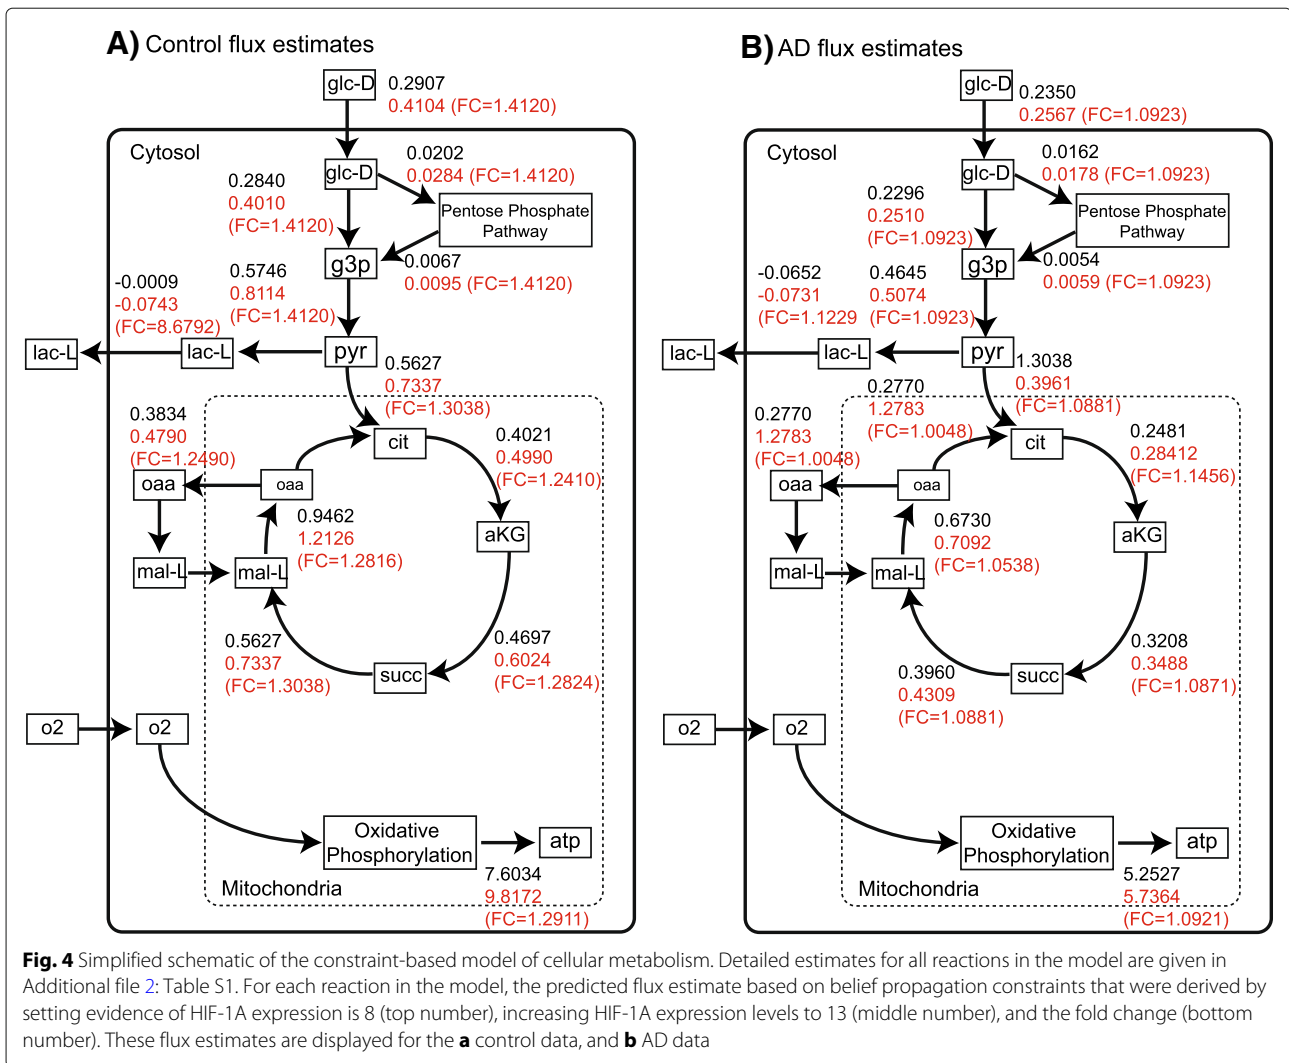 A) Control flux estimates
glc-D
0.2907
0.4104 (FC=1.4120)
Cytosol
glc-D
0.0202
0.0284 (FC=1.4120)
0.2840
0.4010
(FC=1.4120)
Pentose Phosphate
Pathway
g3p
0.0067
0.0095 (FC=1.4120)
0.5746
0.8114
(FC=1.4120)
-0.0009
-0.0743
(FC=8.6792)
lac-L
lac-L
pyr
0.5627
0.7337
(FC=1.3038)
0.3834
0.4790
(FC=1.2490)
cit
0.4021
0.4990
(FC=1.2410)
oaa
oaa
0.9462
1.2126
(FC=1.2816)
aKG
mal-L
mal-L
0.5627
0.7337
(FC=1.3038)
0.4697
0.6024
(FC=1.2824)
succ
o2
o2
Oxidative
Phosphorylation
atp
7.6034
9.8172
(FC=1.2911)
Mitochondria
B) AD flux estimates
glc-D
0.2350
0.2567 (FC=1.0923)
Cytosol
glc-D
0.0162
0.0178 (FC=1.0923)
0.2296
0.2510
(FC=1.0923)
Pentose Phosphate
Pathway
g3p
0.0054
0.0059 (FC=1.0923)
0.4645
0.5074
(FC=1.0923)
-0.0652
-0.0731
(FC=1.1229
lac-L
lac-L
pyr
1.3038
0.3961
(FC=1.0881)
0.2770
1.2783
(FC=1.0048)
0.2770
1.2783
(FC=1.0048)
cit
0.2481
0.28412
(FC=1.1456)
oaa
oaa
0.6730
0.7092
(FC=1.0538)
aKG
mal-L
mal-L
0.3960
0.4309
(FC=1.0881)
0.3208
0.3488
(FC=1.0871)
succ
o2
o2
Oxidative
Phosphorylation
atp
5.2527
5.7364
(FC=1.0921)
Mitochondria
Fig. 4 Simplified schematic of the constraint-based model of cellular metabolism. Detailed estimates for all reactions in the model are given in
Additional file 2: Table S1. For each reaction in the model, the predicted flux estimate based on belief propagation constraints that were derived by
setting evidence of HIF-1A expression is 8 (top number), increasing HIF-1A expression levels to 13 (middle number), and the fold change (bottom
number). These flux estimates are displayed for the a control data, and b AD data